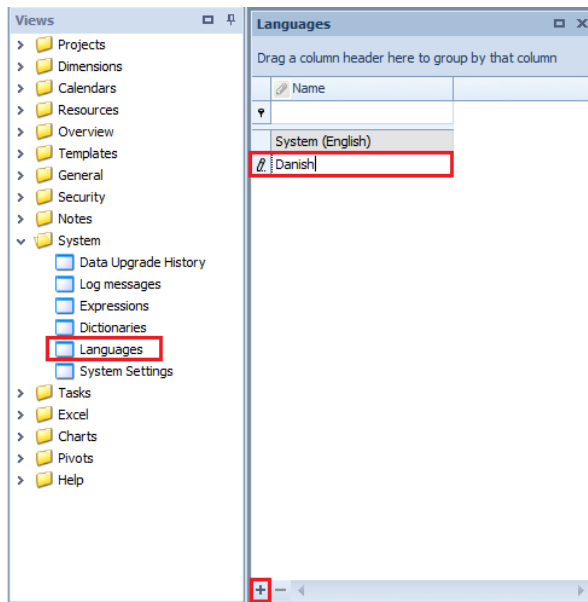 Views
Projects
Dimensions
Calendars
Resources
Overview
Templates
General
Security
Notes
System
Data Upgrade History
Log messages
Expressions
Dictionaries
Languages
System Settings
Tasks
Excel
Charts
Pivots
Help
Languages
Drag a column header here to group by that column
Name
System (English)
Danish